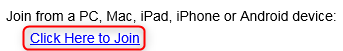 Join from a PC, Mac, iPad, iPhone or Android device:
Click Here to Join